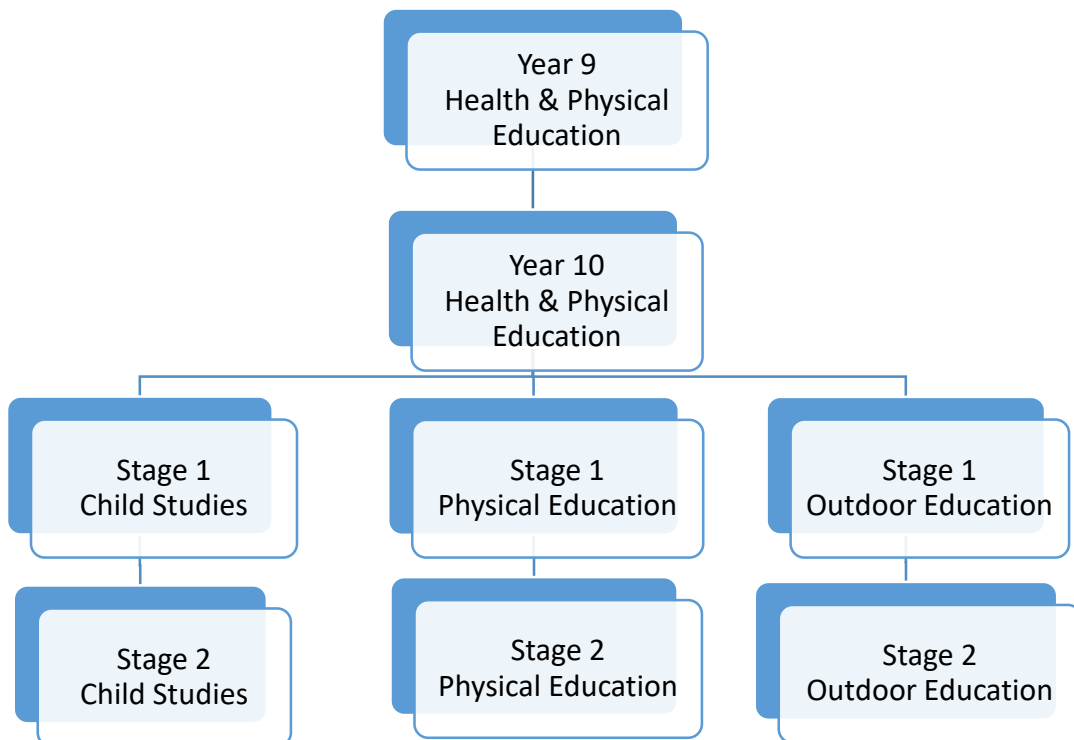 Year 9
Health & Physical
Education
Year 10
Health & Physical
Education
Stage 1
Child Studies
Stage 1
Physical Education
Stage 1
Outdoor Education
Stage 2
Child Studies
Stage 2
Physical Education
Stage 2
Outdoor Education